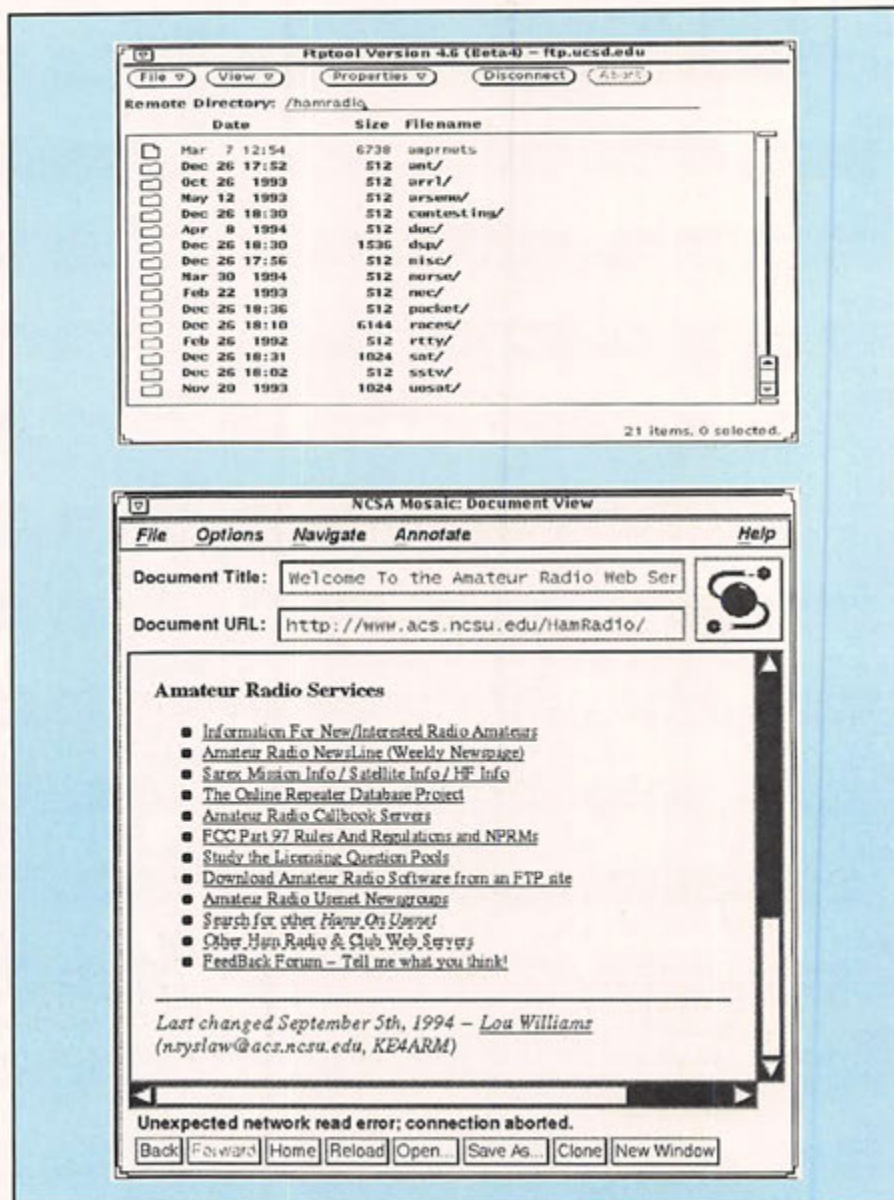 Ftptool Version 4.6 (Beta4) – ftp.ucsd.edu
File View Properties Disconnect Abort
Remote Directory: /hamradio
Date Size Filename
Mar 7 12:54 6738 amprnets
Dec 26 17:52 512 ant/
Oct 26 1993 512 arrl/
May 12 1993 512 arsene/
Dec 26 18:30 512 contesting/
Apr 8 1994 512 doc/
Dec 26 18:30 1536 dsp/
Dec 26 17:56 512 misc/
Mar 30 1994 512 morse/
Feb 22 1993 512 nec/
Dec 26 18:36 512 packet/
Dec 26 18:10 6144 races/
Feb 26 1992 512 rtty/
Dec 26 18:31 1024 sat/
Dec 26 18:02 512 sstv/
Nov 20 1993 1024 uosat/
21 items, 0 selected.
NCSA Mosaic: Document View
File Options Navigate Annotate Help
Document Title: Welcome To the Amateur Radio Web Ser
Document URL: http://www.acs.ncsu.edu/HamRadio/
Amateur Radio Services
Information For New/Interested Radio Amateurs
Amateur Radio NewsLine (Weekly Newspage)
Sarex Mission Info / Satellite Info / HF Info
The Online Repeater Database Project
Amateur Radio Callbook Servers
FCC Part 97 Rules And Regulations and NPRMs
Study the Licensing Question Pools
Download Amateur Radio Software from an FTP site
Amateur Radio Usenet Newsgroups
Search for other Hams On Usenet
Other Ham Radio & Club Web Servers
FeedBack Forum – Tell me what you think!
Last changed September 5th, 1994 – Lou Williams
(nsyslaw@acs.ncsu.edu, KE4ARM)
Unexpected network read error; connection aborted.
Back Forward Home Reload Open... Save As... Clone New Window